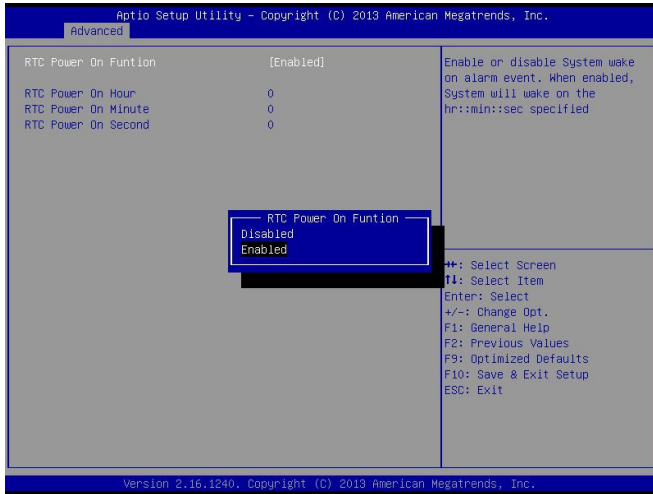 Aptio Setup Utility – Copyright (C) 2013 American Megatrends, Inc.
Advanced
RTC Power On Funtion [Enabled]
RTC Power On Hour 0
RTC Power On Minute 0
RTC Power On Second 0
Enable or disable System wake
on alarm event. When enabled,
System will wake on the
hr::min::sec specified
RTC Power On Funtion
Disabled
Enabled
→←: Select Screen
↑↓: Select Item
Enter: Select
+/-: Change Opt.
F1: General Help
F2: Previous Values
F9: Optimized Defaults
F10: Save & Exit Setup
ESC: Exit
Version 2.16.1240. Copyright (C) 2013 American Megatrends, Inc.